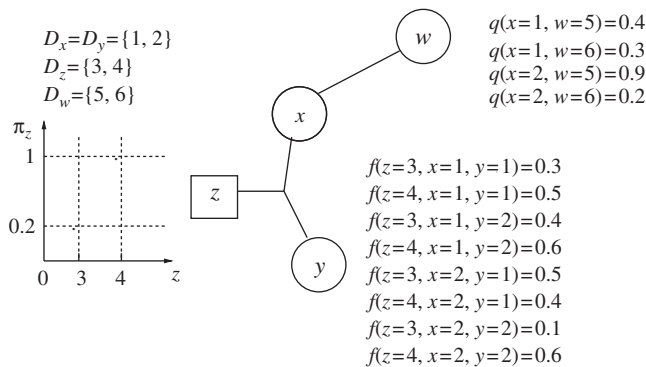 D_x=D_y={1, 2}
D_z={3, 4}
D_w={5, 6}
w
q(x=1, w=5)=0.4
q(x=1, w=6)=0.3
q(x=2, w=5)=0.9
q(x=2, w=6)=0.2
π_z
1
0.2
0 3 4 z
x
z
y
f(z=3, x=1, y=1)=0.3
f(z=4, x=1, y=1)=0.5
f(z=3, x=1, y=2)=0.4
f(z=4, x=1, y=2)=0.6
f(z=3, x=2, y=1)=0.5
f(z=4, x=2, y=1)=0.4
f(z=3, x=2, y=2)=0.1
f(z=4, x=2, y=2)=0.6